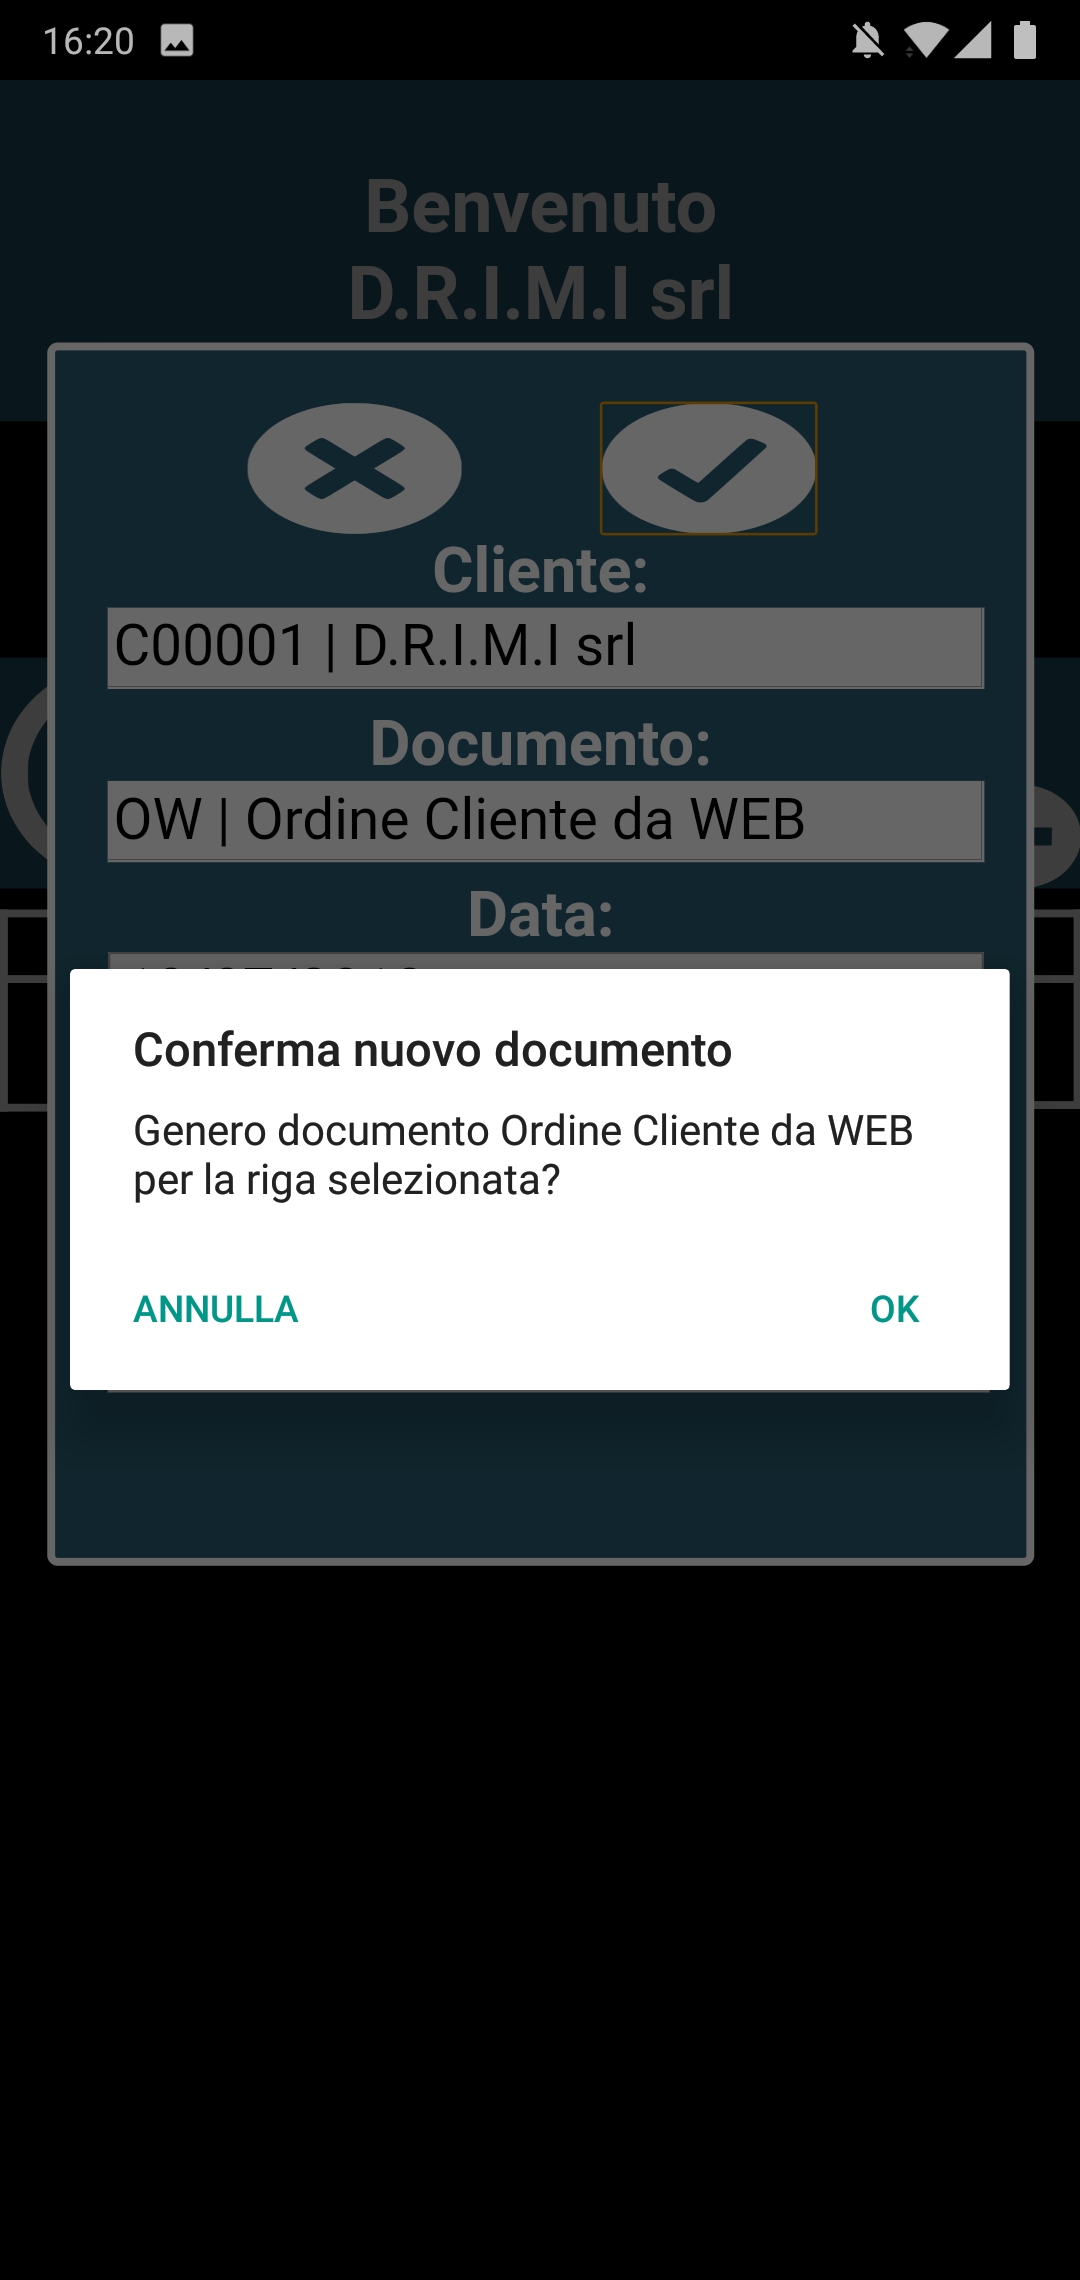 16:20
Benvenuto
D.R.I.M.I srl
Cliente:
C00001 | D.R.I.M.I srl
Documento:
OW | Ordine Cliente da WEB
Data:
Conferma nuovo documento
Genero documento Ordine Cliente da WEB
per la riga selezionata?
ANNULLA
OK